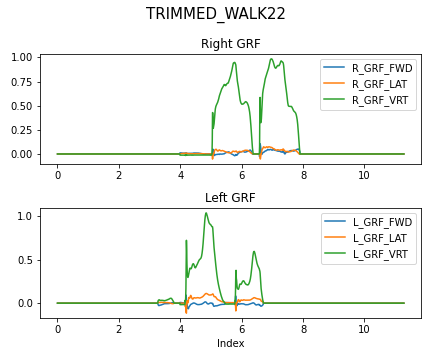 TRIMMED_WALK22
Right GRF
1.00
0.75
0.50
0.25
0.00
R_GRF_FWD
R_GRF_LAT
R_GRF_VRT
0 2 4 6 8 10
Left GRF
1.0
0.5
0.0
L_GRF_FWD
L_GRF_LAT
L_GRF_VRT
0 2 4 6 8 10
Index